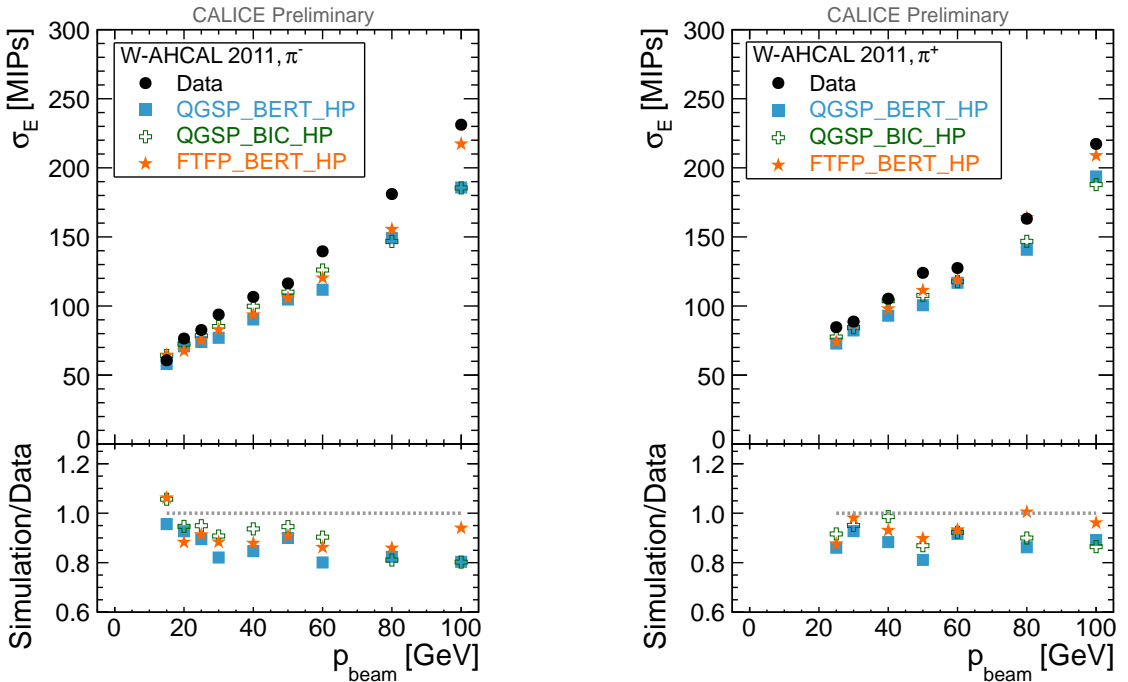 CALICE Preliminary
σ_E [MIPs]
300
250
200
150
100
50
0
W-AHCAL 2011, π⁻
Data
QGSP_BERT_HP
QGSP_BIC_HP
FTFP_BERT_HP
Simulation/Data
1.2
1.0
0.8
0.6
0 20 40 60 80 100
p_beam [GeV]
CALICE Preliminary
σ_E [MIPs]
300
250
200
150
100
50
0
W-AHCAL 2011, π⁺
Data
QGSP_BERT_HP
QGSP_BIC_HP
FTFP_BERT_HP
Simulation/Data
1.2
1.0
0.8
0.6
0 20 40 60 80 100
p_beam [GeV]